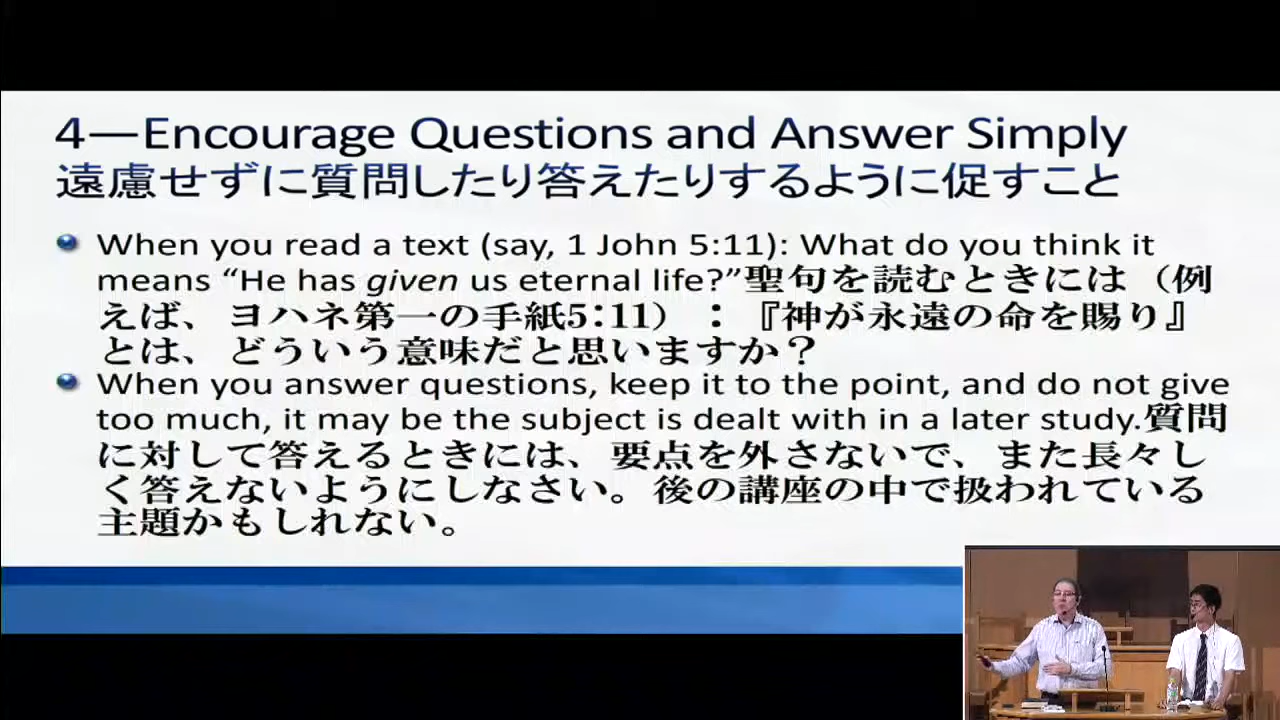 4—Encourage Questions and Answer Simply
遠慮せずに質問したり答えたりするように促すこと
When you read a text (say, 1 John 5:11): What do you think it
means “He has given us eternal life?”聖句を読むときには（例
えば、ヨハネ第一の手紙5：11）：『神が永遠の命を賜り』
とは、どういう意味だと思いますか？
When you answer questions, keep it to the point, and do not give
too much, it may be the subject is dealt with in a later study.質問
に対して答えるときには、要点を外さないで、また長々し
く答えないようにしなさい。後の講座の中で扱われている
主題かもしれない。